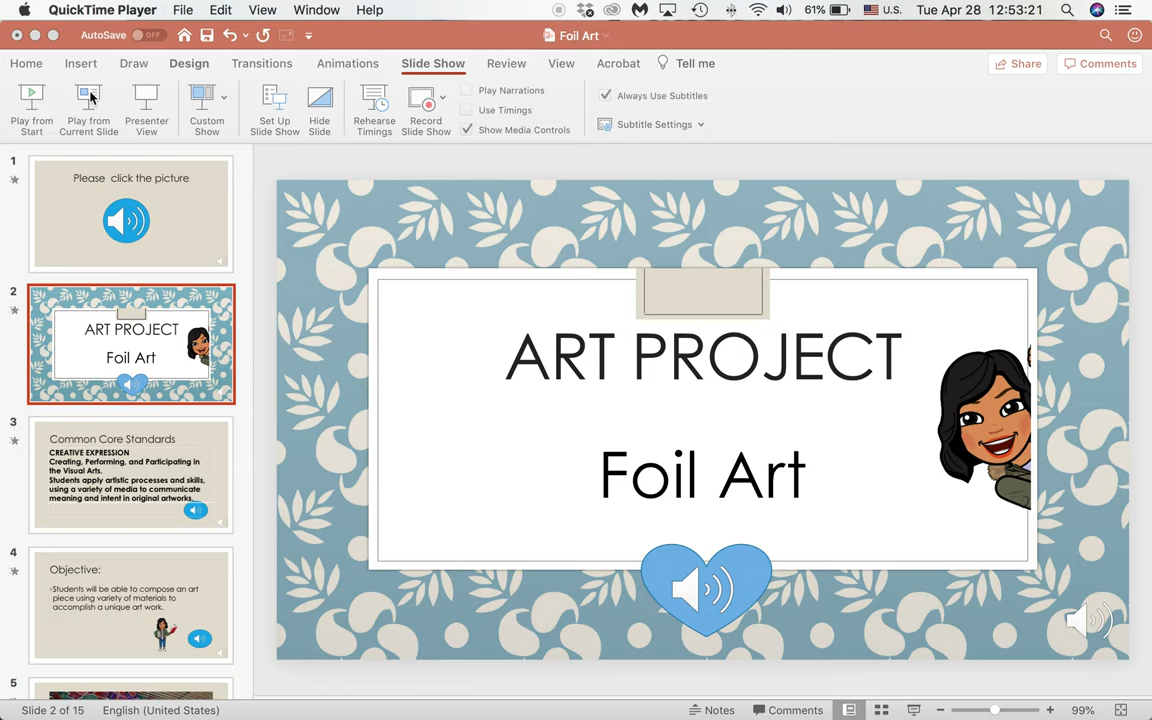 QuickTime Player File Edit View Window Help 61% U.S. Tue Apr 28 12:53:21
AutoSave OFF Foil Art
Home Insert Draw Design Transitions Animations Slide Show Review View Acrobat Tell me Share Comments
Play from Start
Play from Current Slide
Presenter View
Custom Show
Set Up Slide Show
Hide Slide
Rehearse Timings
Record Slide Show
Play Narrations
Use Timings
Show Media Controls
Always Use Subtitles
Subtitle Settings
1
Please click the picture
2
ART PROJECT
Foil Art
3
Common Core Standards
CREATIVE EXPRESSION
Creating, Performing, and Participating in
the Visual Arts.
Students apply artistic processes and skills,
using a variety of media to communicate
meaning and intent in original artworks.
4
Objective:
·Students will be able to compose an art
piece using variety of materials to
accomplish a unique art work.
5
ART PROJECT
Foil Art
Slide 2 of 15 English (United States) Notes Comments 99%